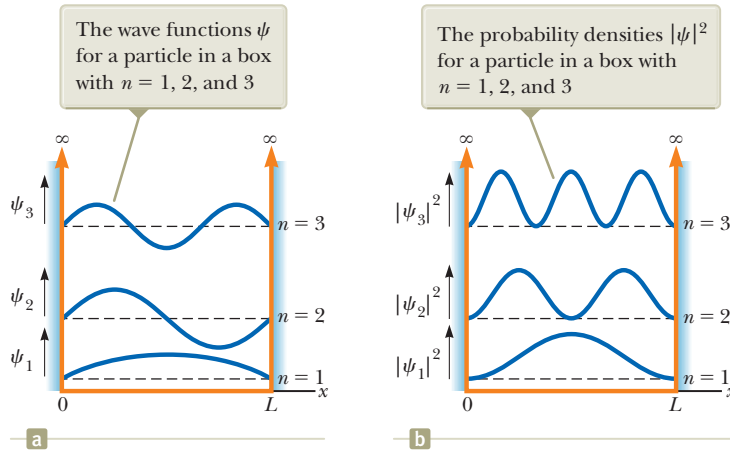 The wave functions ψ
for a particle in a box
with n = 1, 2, and 3
∞ ∞
ψ₃
n = 3
ψ₂
n = 2
ψ₁
n = 1
x
0 L
a
The probability densities |ψ|²
for a particle in a box with
n = 1, 2, and 3
∞ ∞
|ψ₃|²
n = 3
|ψ₂|²
n = 2
|ψ₁|²
n = 1
x
0 L
b